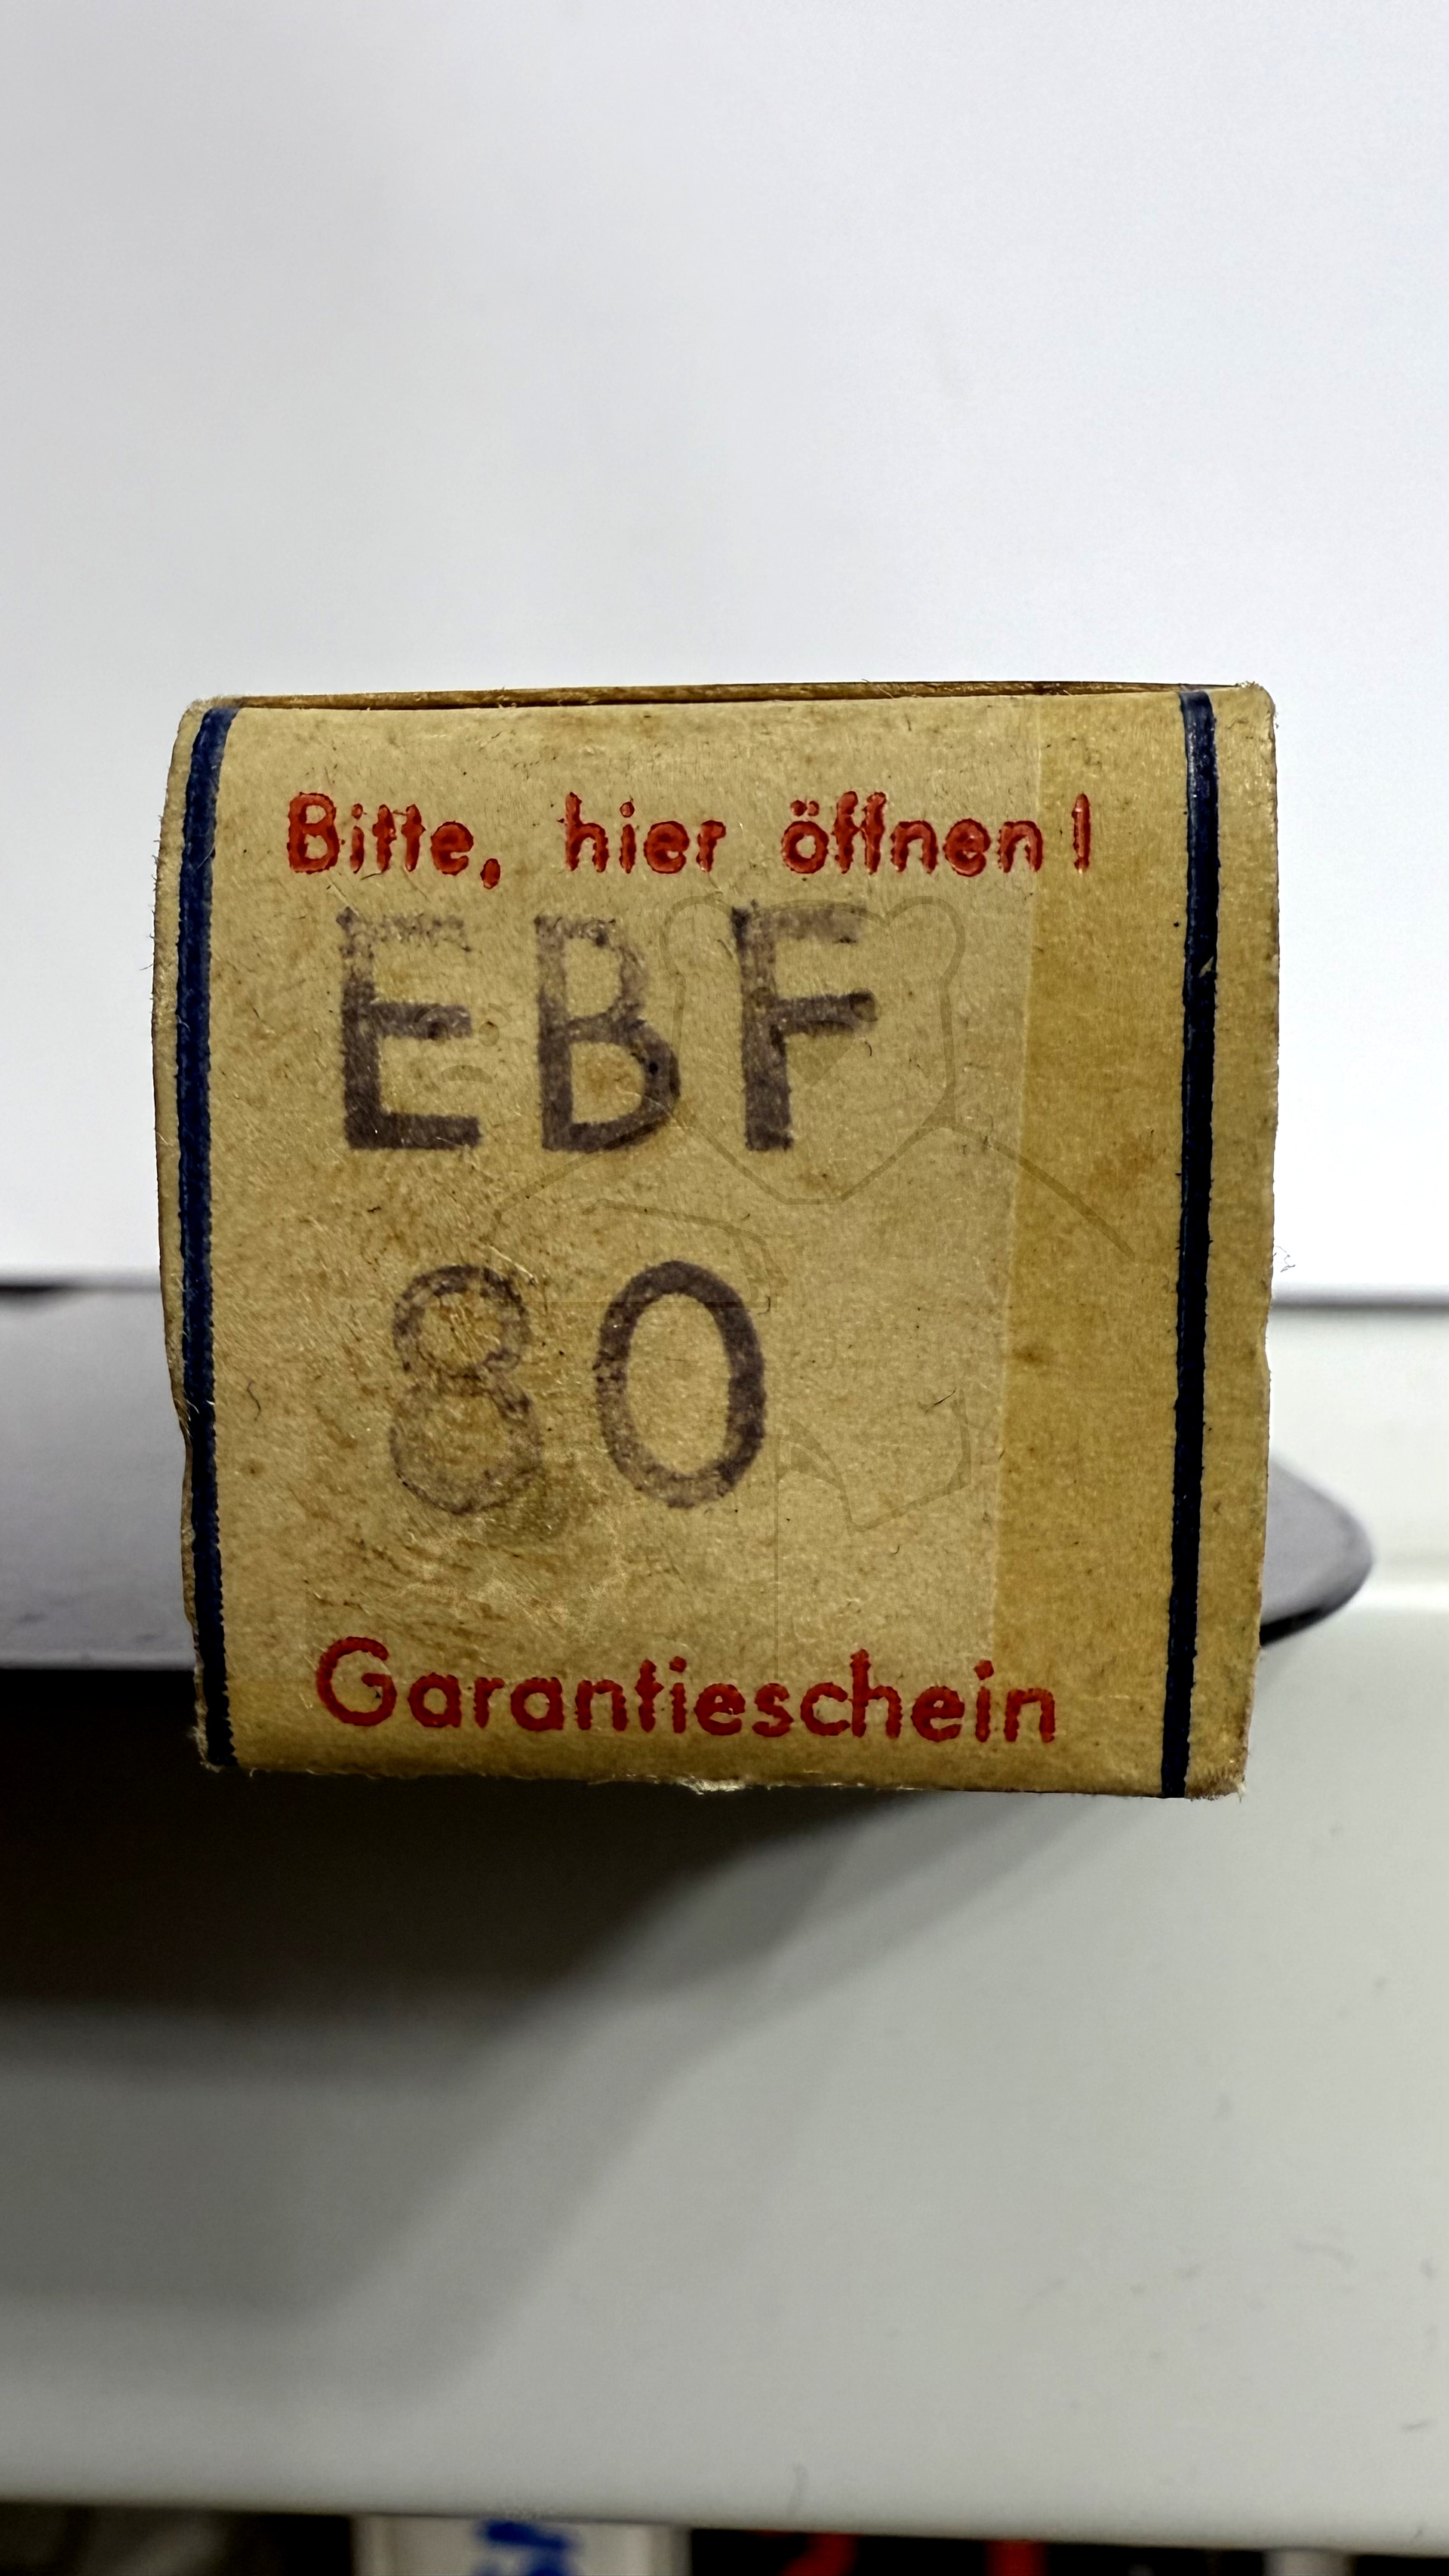 Bitte, hier öffnen!
EBF
80
Garantieschein